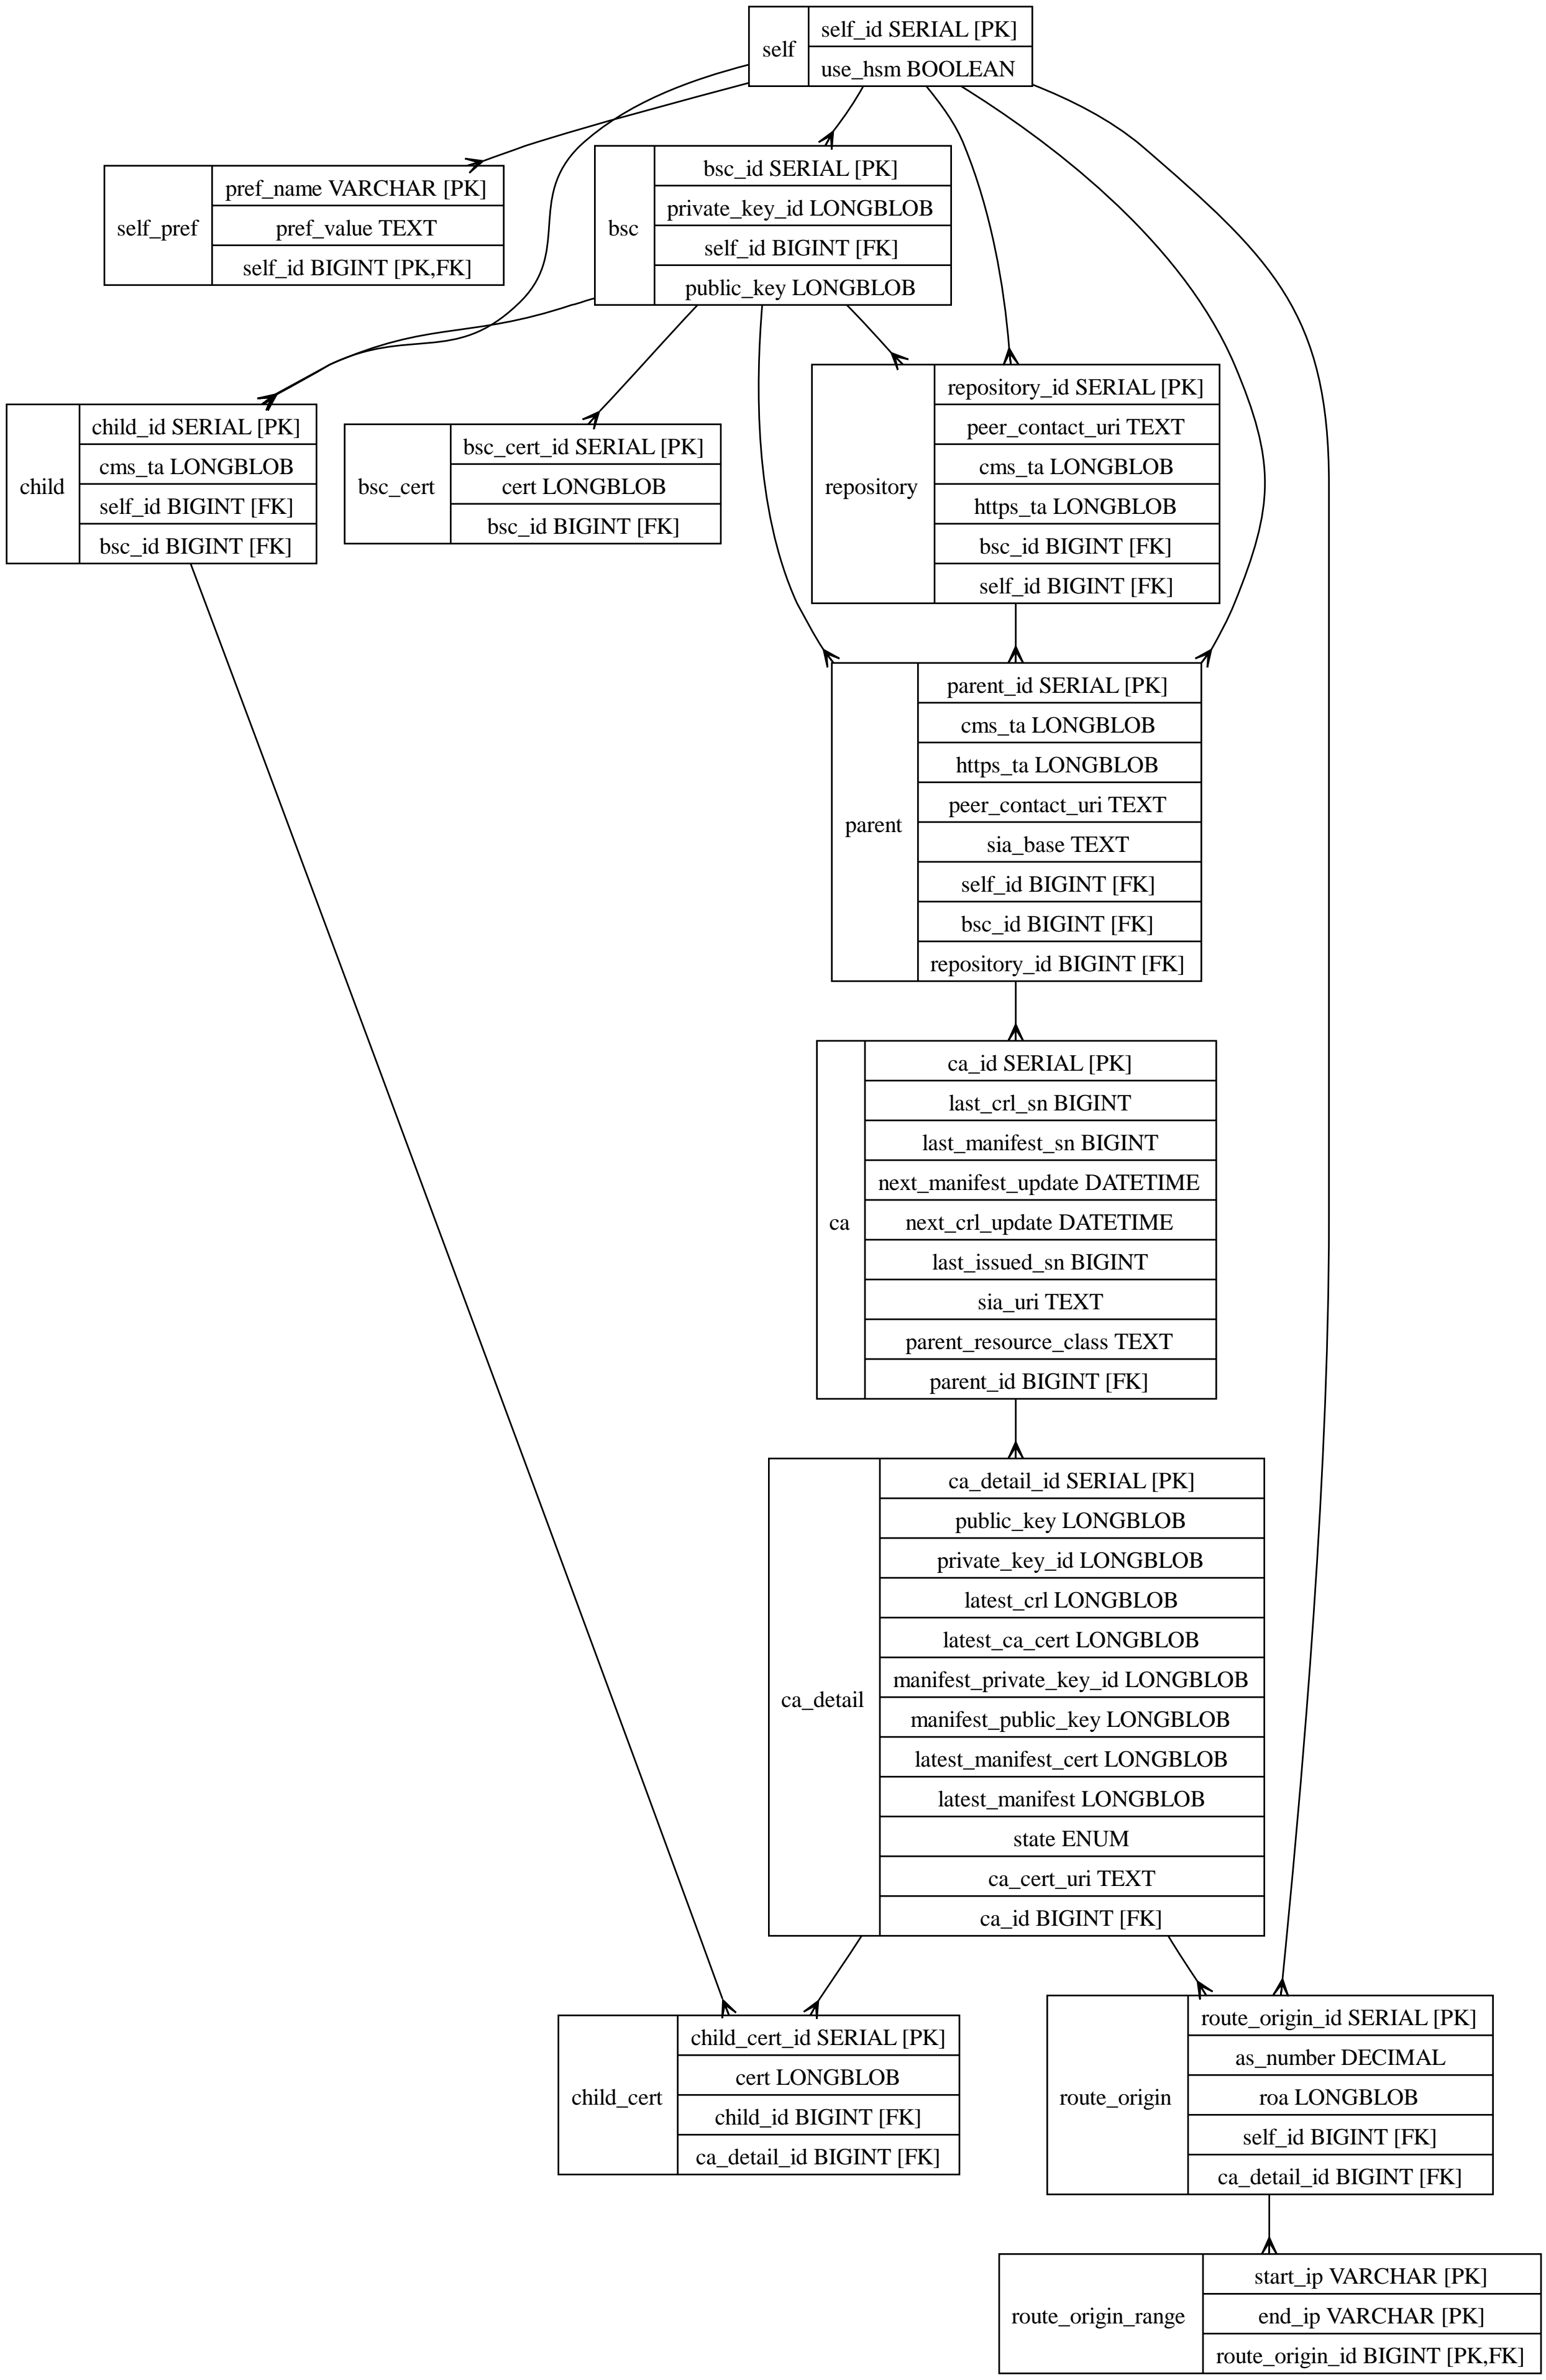 self
self_id SERIAL [PK]
use_hsm BOOLEAN
self_pref
pref_name VARCHAR [PK]
pref_value TEXT
self_id BIGINT [PK,FK]
bsc
bsc_id SERIAL [PK]
private_key_id LONGBLOB
self_id BIGINT [FK]
public_key LONGBLOB
child
child_id SERIAL [PK]
cms_ta LONGBLOB
self_id BIGINT [FK]
bsc_id BIGINT [FK]
bsc_cert
bsc_cert_id SERIAL [PK]
cert LONGBLOB
bsc_id BIGINT [FK]
repository
repository_id SERIAL [PK]
peer_contact_uri TEXT
cms_ta LONGBLOB
https_ta LONGBLOB
bsc_id BIGINT [FK]
self_id BIGINT [FK]
parent
parent_id SERIAL [PK]
cms_ta LONGBLOB
https_ta LONGBLOB
peer_contact_uri TEXT
sia_base TEXT
self_id BIGINT [FK]
bsc_id BIGINT [FK]
repository_id BIGINT [FK]
ca
ca_id SERIAL [PK]
last_crl_sn BIGINT
last_manifest_sn BIGINT
next_manifest_update DATETIME
next_crl_update DATETIME
last_issued_sn BIGINT
sia_uri TEXT
parent_resource_class TEXT
parent_id BIGINT [FK]
ca_detail
ca_detail_id SERIAL [PK]
public_key LONGBLOB
private_key_id LONGBLOB
latest_crl LONGBLOB
latest_ca_cert LONGBLOB
manifest_private_key_id LONGBLOB
manifest_public_key LONGBLOB
latest_manifest_cert LONGBLOB
latest_manifest LONGBLOB
state ENUM
ca_cert_uri TEXT
ca_id BIGINT [FK]
child_cert
child_cert_id SERIAL [PK]
cert LONGBLOB
child_id BIGINT [FK]
ca_detail_id BIGINT [FK]
route_origin
route_origin_id SERIAL [PK]
as_number DECIMAL
roa LONGBLOB
self_id BIGINT [FK]
ca_detail_id BIGINT [FK]
route_origin_range
start_ip VARCHAR [PK]
end_ip VARCHAR [PK]
route_origin_id BIGINT [PK,FK]